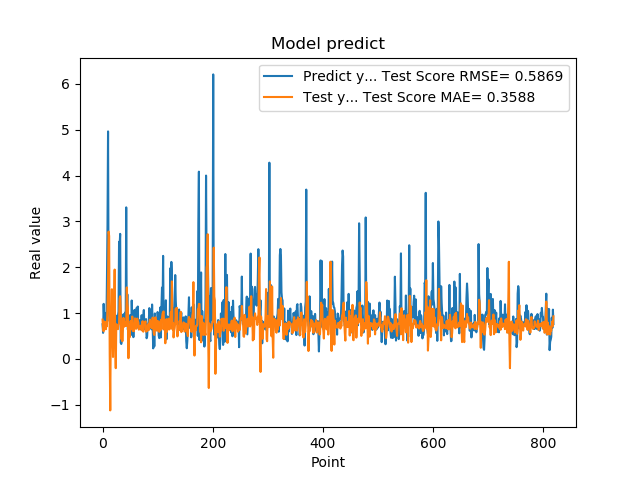 Model predict
Predict y... Test Score RMSE= 0.5869
Test y... Test Score MAE= 0.3588
Real value
6
5
4
3
2
1
0
−1
0 200 400 600 800
Point